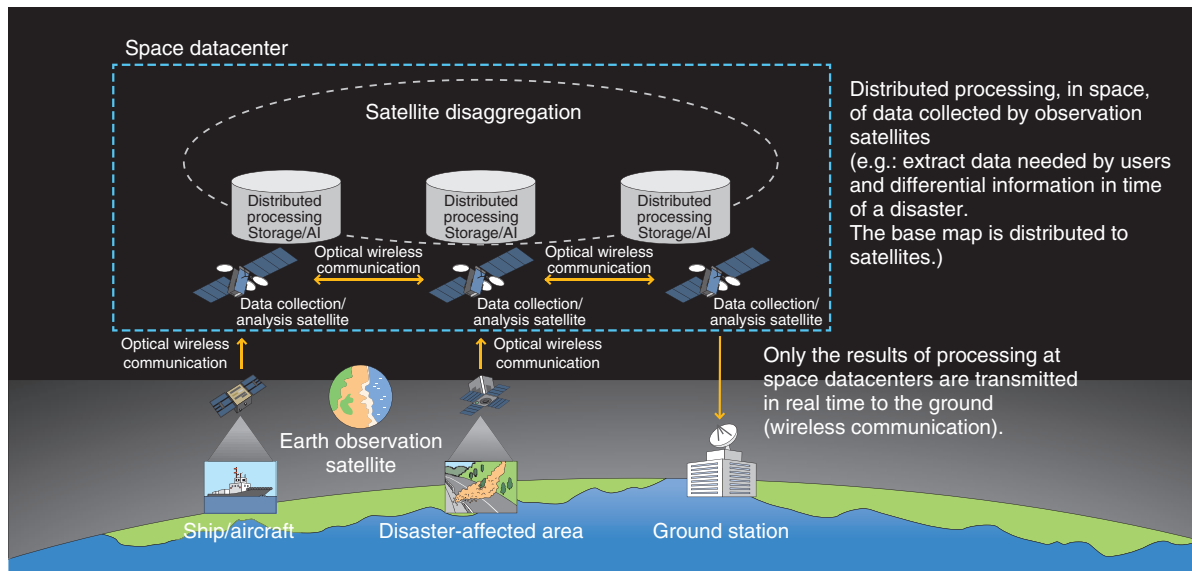 Space datacenter
Satellite disaggregation
Distributed
processing
Storage/AI
Distributed
processing
Storage/AI
Distributed
processing
Storage/AI
Optical wireless
communication
Optical wireless
communication
Data collection/
analysis satellite
Data collection/
analysis satellite
Data collection/
analysis satellite
Distributed processing, in space,
of data collected by observation
satellites
(e.g.: extract data needed by users
and differential information in time
of a disaster.
The base map is distributed to
satellites.)
Optical wireless
communication
Optical wireless
communication
Only the results of processing at
space datacenters are transmitted
in real time to the ground
(wireless communication).
Earth observation
satellite
Ship/aircraft
Disaster-affected area
Ground station